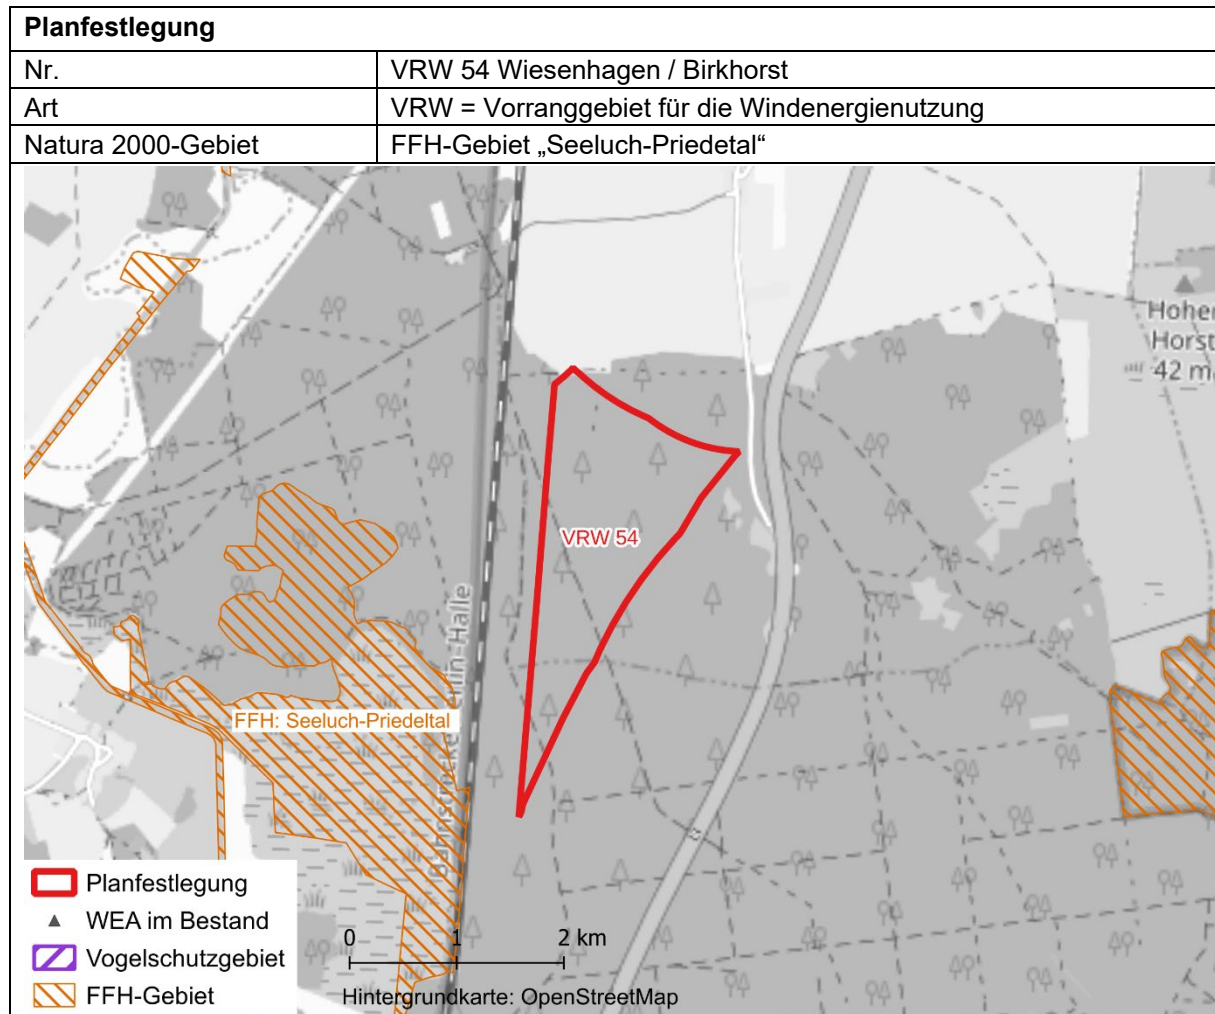 Planfestlegung
Nr. VRW 54 Wiesenhagen / Birkhorst
Art VRW = Vorranggebiet für die Windenergienutzung
Natura 2000-Gebiet FFH-Gebiet „Seeluch-Priedetal“
Hoher
Horst
42 m
VRW 54
FFH: Seeluch-Priedeltal
Planfestlegung
WEA im Bestand
Vogelschutzgebiet
FFH-Gebiet
0 1 2 km
Hintergrundkarte: OpenStreetMap